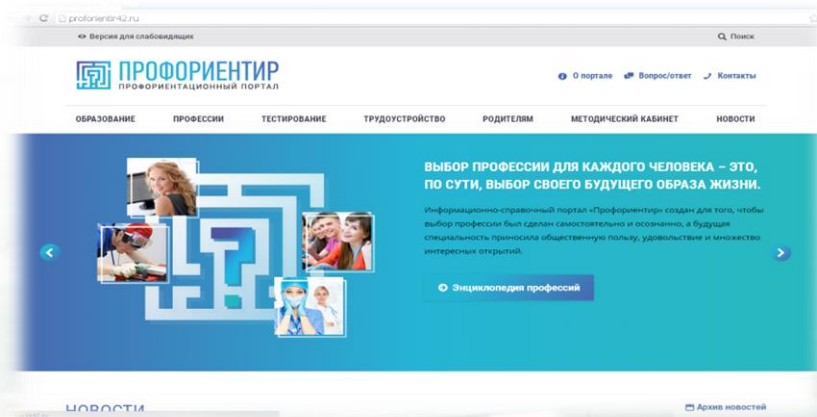 proforientir42.ru
Версия для слабовидящих
Поиск
ПРОФОРИЕНТИР
ПРОФОРИЕНТАЦИОННЫЙ ПОРТАЛ
О портале Вопрос/ответ Контакты
ОБРАЗОВАНИЕ ПРОФЕССИИ ТЕСТИРОВАНИЕ ТРУДОУСТРОЙСТВО РОДИТЕЛЯМ МЕТОДИЧЕСКИЙ КАБИНЕТ НОВОСТИ
ВЫБОР ПРОФЕССИИ ДЛЯ КАЖДОГО ЧЕЛОВЕКА – ЭТО,
ПО СУТИ, ВЫБОР СВОЕГО БУДУЩЕГО ОБРАЗА ЖИЗНИ.
Информационно-справочный портал «Профориентир» создан для того, чтобы
выбор профессии был сделан самостоятельно и осознанно, а будущая
специальность приносила общественную пользу, удовольствие и множество
интересных открытий.
Энциклопедия профессий
НОВОСТИ
Архив новостей